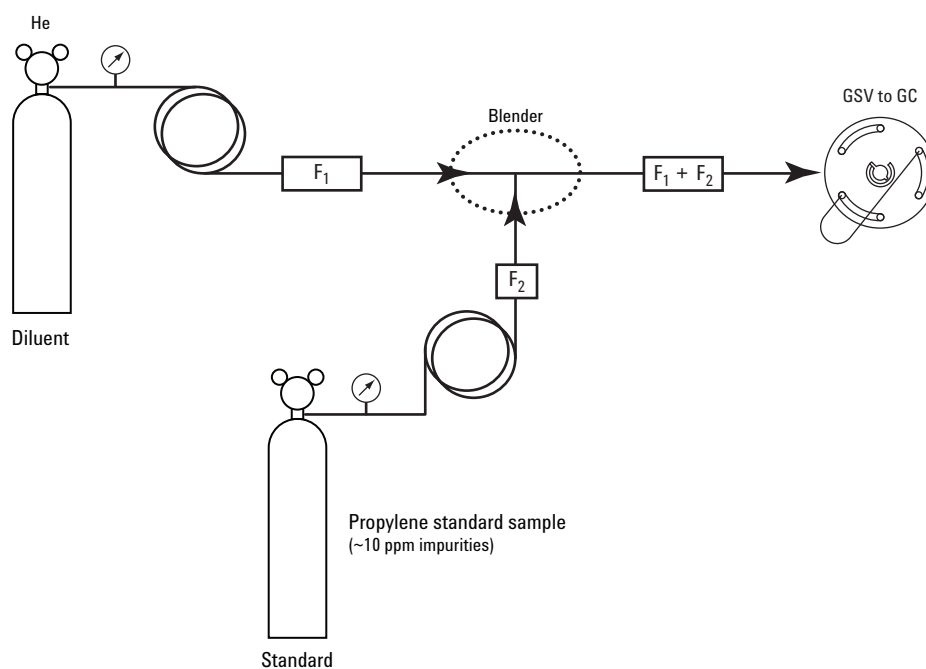 He
GSV to GC
Blender
F₁
F₁ + F₂
F₂
Diluent
Propylene standard sample
(~10 ppm impurities)
Standard